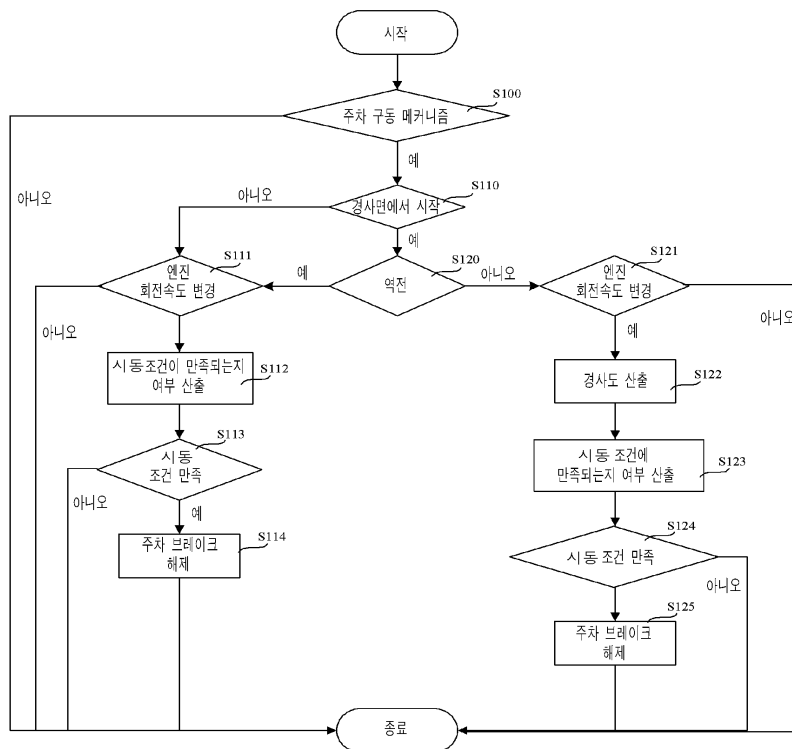 시작
S100
주차 구동 메커니즘
예
아니오
아니오
S110
경사면에서 시작
예
S111
엔진
회전속도 변경
예
S120
역전
아니오
S121
엔진
회전속도 변경
아니오
아니오
예
S112
시동조건이 만족되는지
여부 산출
S122
경사도 산출
S113
시동
조건 만족
아니오
예
S123
시동 조건에
만족되는지 여부 산출
S114
주차 브레이크
해제
S124
시동 조건 만족
아니오
S125
주차 브레이크
해제
종료